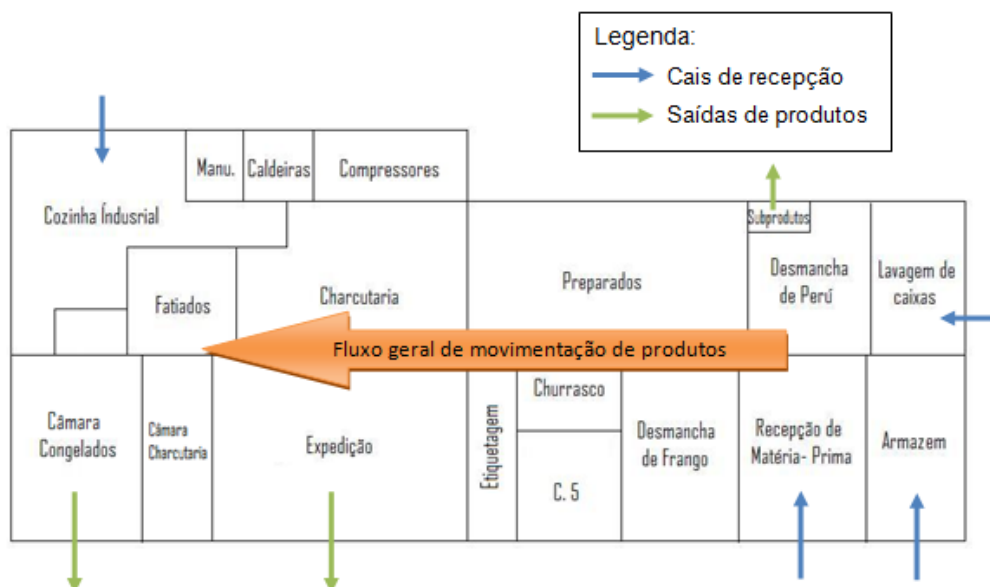 Legenda:
Cais de recepção
Saídas de produtos
Manu.
Caldeiras
Compressores
Cozinha Índusrial
Subprodutos
Preparados
Desmancha
de Perú
Lavagem de
caixas
Fatiados
Charcutaria
Fluxo geral de movimentação de produtos
Câmara
Congelados
Câmara
Charcutaria
Expedição
Etiquetagem
Churrasco
C. 5
Desmancha
de Frango
Recepção de
Matéria- Prima
Armazem